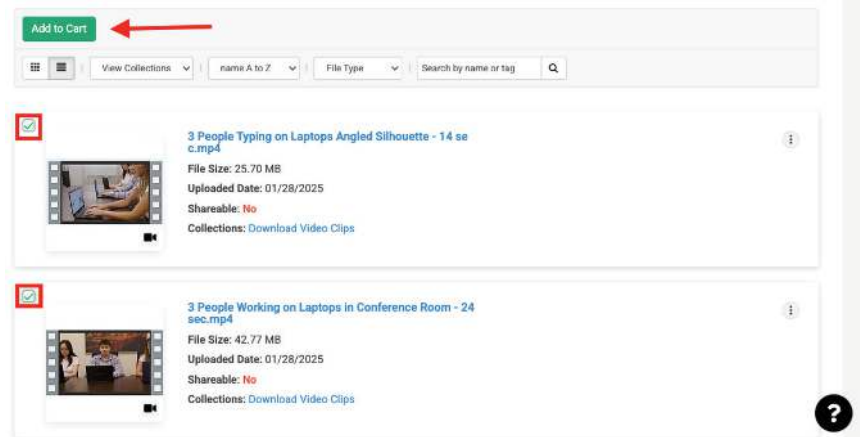 Add to Cart
View Collections
name A to Z
File Type
Search by name or tag
3 People Typing on Laptops Angled Silhouette - 14 se
c.mp4
File Size: 25.70 MB
Uploaded Date: 01/28/2025
Shareable: No
Collections: Download Video Clips
3 People Working on Laptops in Conference Room - 24
sec.mp4
File Size: 42.77 MB
Uploaded Date: 01/28/2025
Shareable: No
Collections: Download Video Clips
?